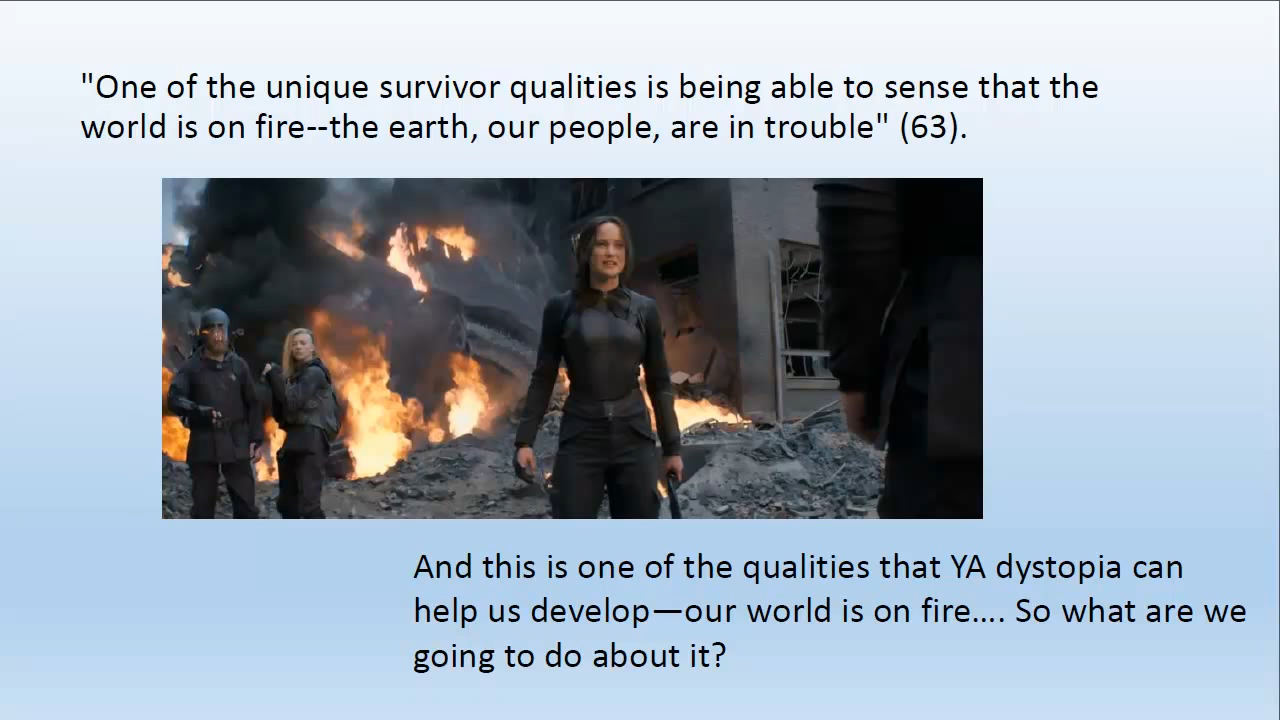 "One of the unique survivor qualities is being able to sense that the
world is on fire--the earth, our people, are in trouble" (63).
And this is one of the qualities that YA dystopia can
help us develop—our world is on fire…. So what are we
going to do about it?